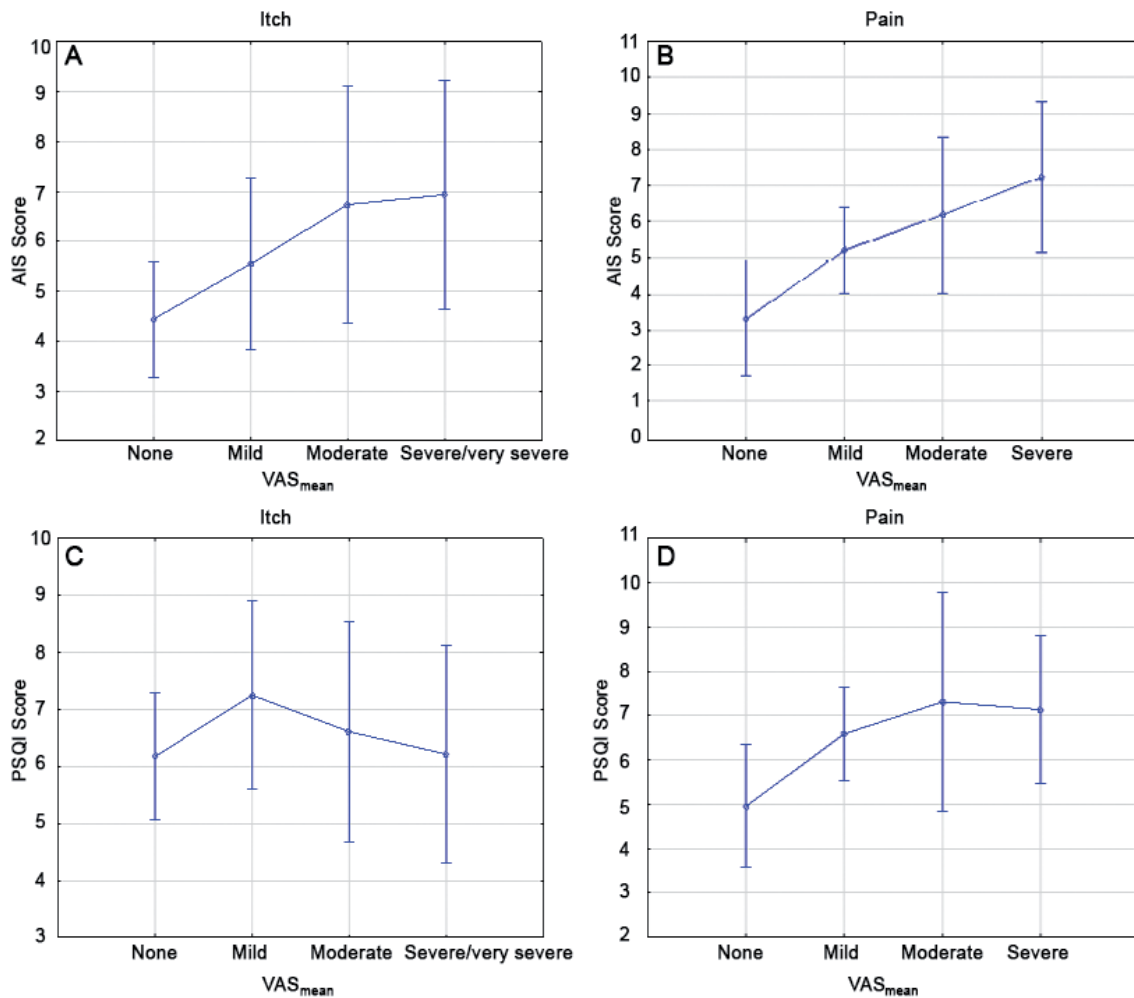 Itch
A
10
9
8
7
6
5
4
3
2
AIS Score
None Mild Moderate Severe/very severe
VASmean
Pain
B
11
10
9
8
7
6
5
4
3
2
1
0
AIS Score
None Mild Moderate Severe
VASmean
Itch
C
10
9
8
7
6
5
4
3
PSQI Score
None Mild Moderate Severe/very severe
VASmean
Pain
D
11
10
9
8
7
6
5
4
3
2
PSQI Score
None Mild Moderate Severe
VASmean